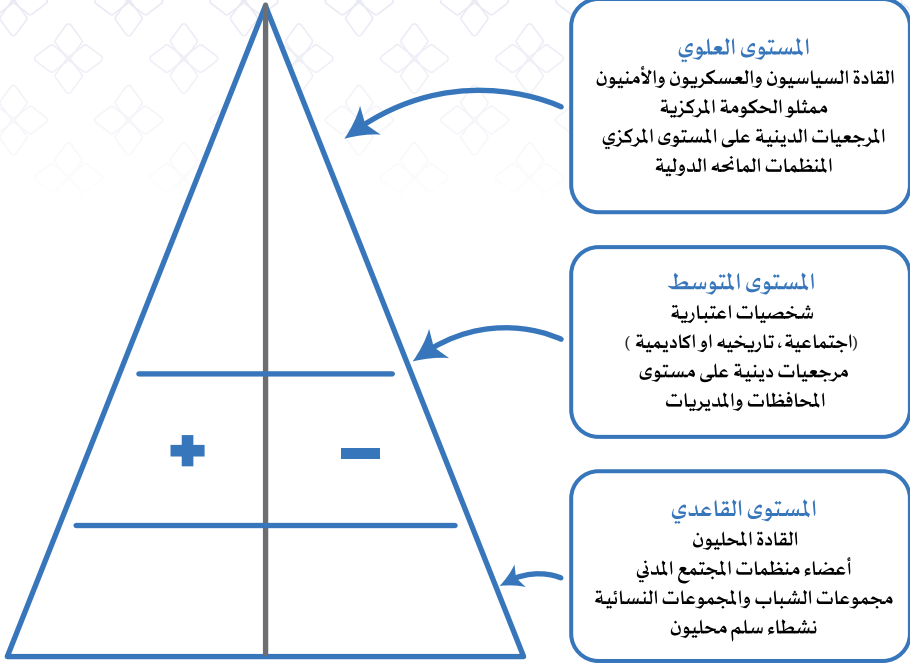 المستوى العلوي
القادة السياسيون والعسكريون والأمنيون
ممثلو الحكومة المركزية
المرجعيات الدينية على المستوى المركزي
المنظمات المانحه الدولية
المستوى المتوسط
شخصيات اعتبارية
(اجتماعية، تاريخيه او اكاديمية )
مرجعيات دينية على مستوى
المحافظات والمديريات
+ −
المستوى القاعدي
القادة المحليون
أعضاء منظمات المجتمع المدني
مجموعات الشباب والمجموعات النسائية
نشطاء سلم محليون